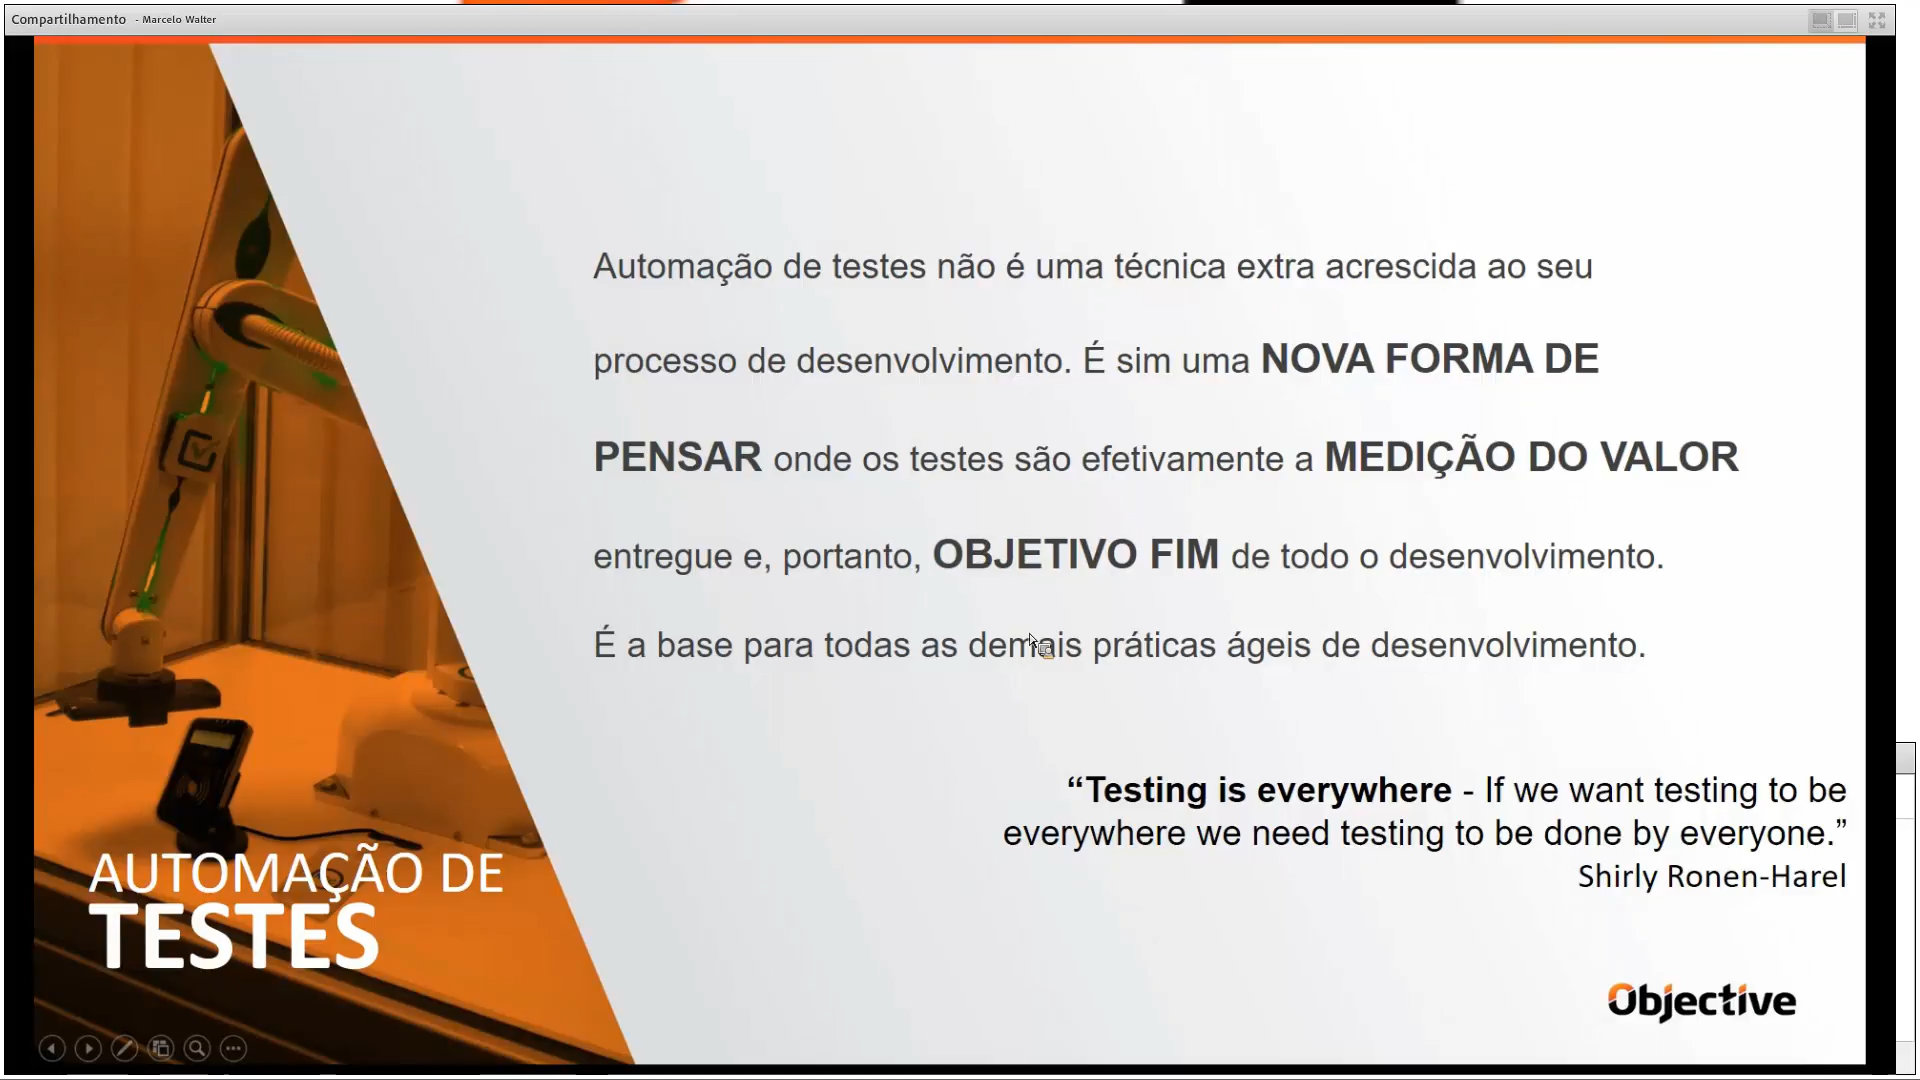 Compartilhamento - Marcelo Walter
Automação de testes não é uma técnica extra acrescida ao seu
processo de desenvolvimento. É sim uma NOVA FORMA DE
PENSAR onde os testes são efetivamente a MEDIÇÃO DO VALOR
entregue e, portanto, OBJETIVO FIM de todo o desenvolvimento.
É a base para todas as demais práticas ágeis de desenvolvimento.
“Testing is everywhere - If we want testing to be
everywhere we need testing to be done by everyone.”
Shirly Ronen-Harel
AUTOMAÇÃO DE
TESTES
Objective